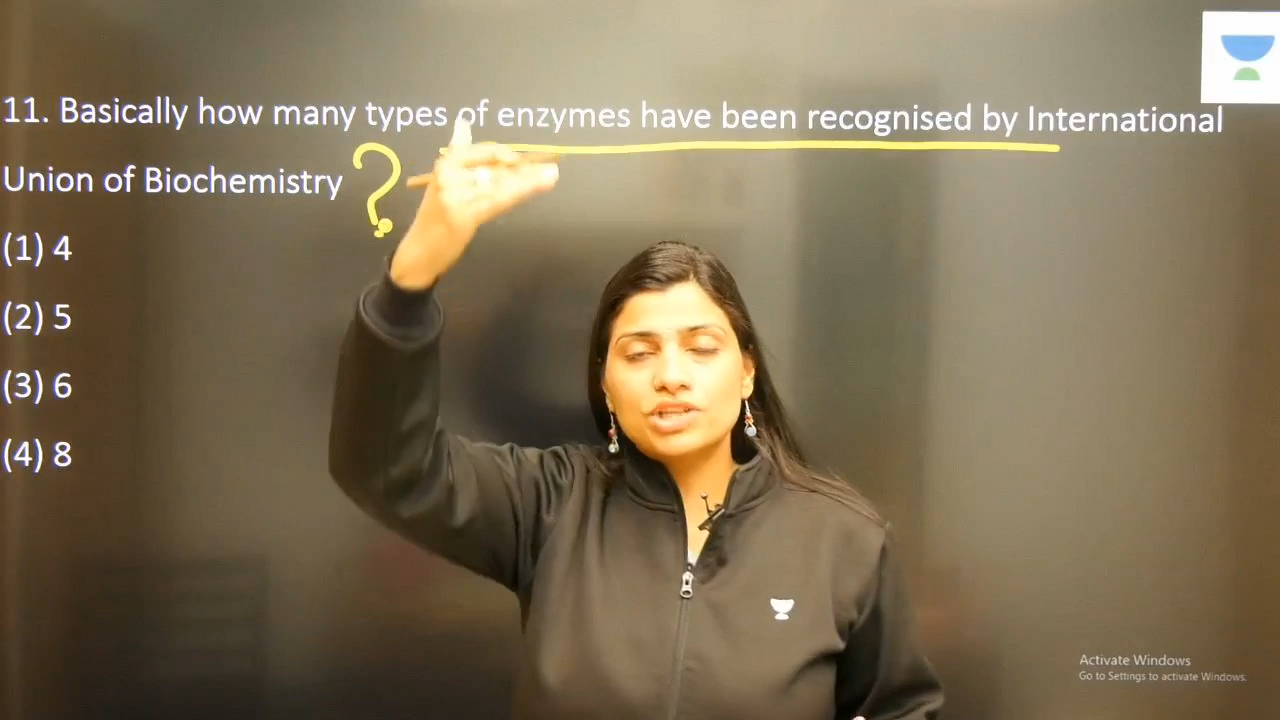 11. Basically how many types of enzymes have been recognised by International
Union of Biochemistry ?
(1) 4
(2) 5
(3) 6
(4) 8
Activate Windows
Go to Settings to activate Windows.